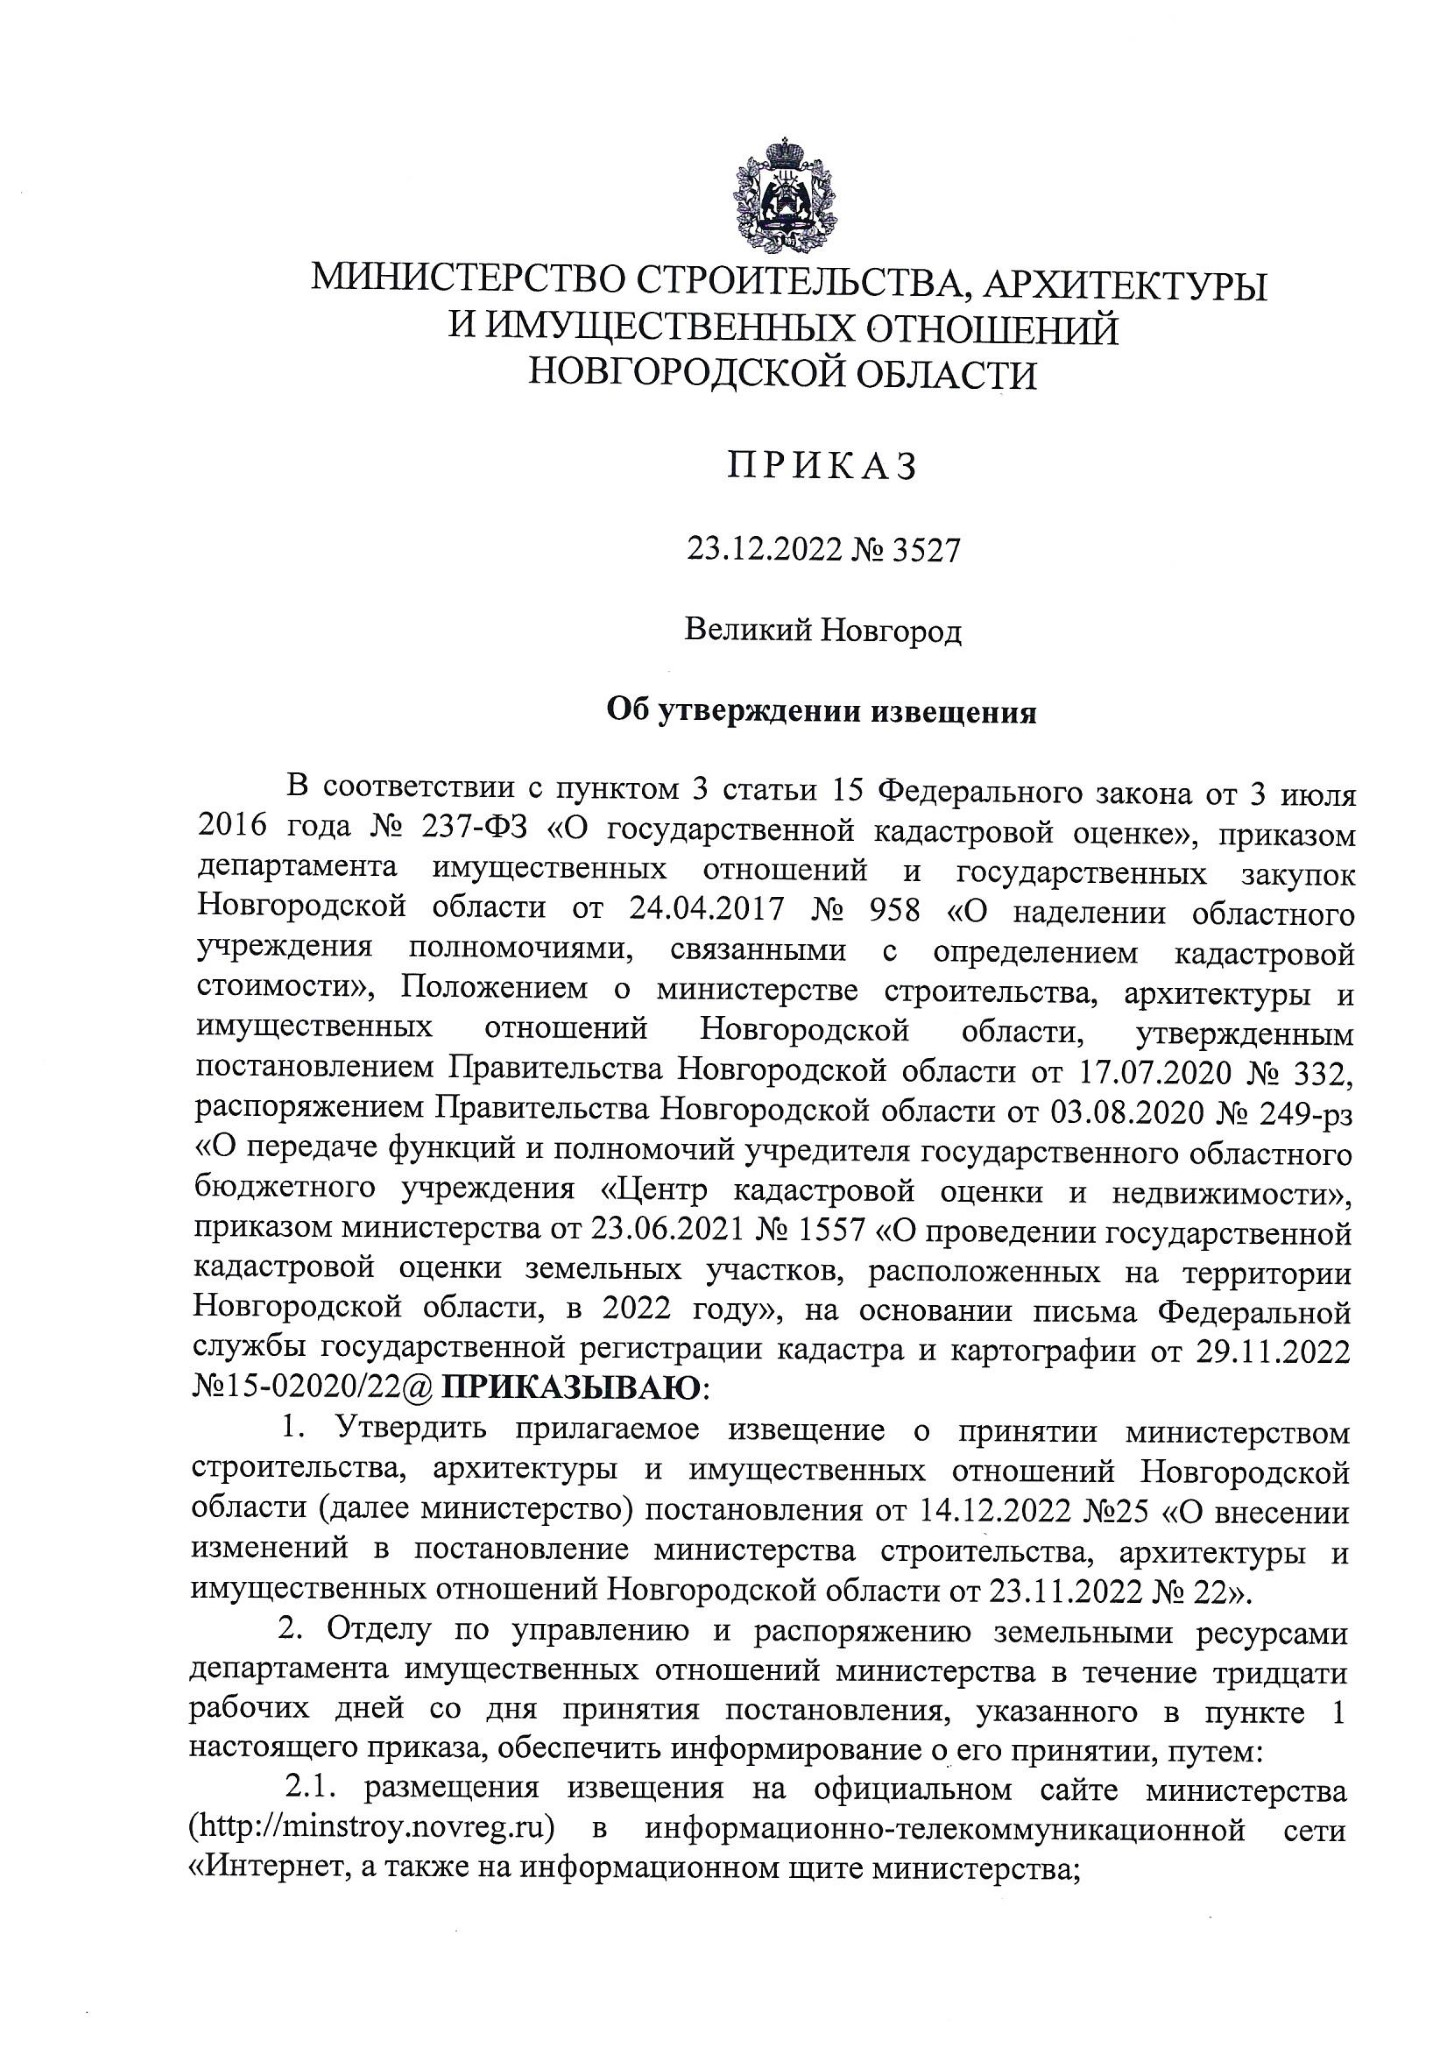 МИНИСТЕРСТВО СТРОИТЕЛЬСТВА, АРХИТЕКТУРЫ
И ИМУЩЕСТВЕННЫХ ОТНОШЕНИЙ
НОВГОРОДСКОЙ ОБЛАСТИ
П Р И К А З
23.12.2022 № 3527
Великий Новгород
Об утверждении извещения
В соответствии с пунктом 3 статьи 15 Федерального закона от 3 июля
2016 года № 237-ФЗ «О государственной кадастровой оценке», приказом
департамента имущественных отношений и государственных закупок
Новгородской области от 24.04.2017 № 958 «О наделении областного
учреждения полномочиями, связанными с определением кадастровой
стоимости», Положением о министерстве строительства, архитектуры и
имущественных отношений Новгородской области, утвержденным
постановлением Правительства Новгородской области от 17.07.2020 № 332,
распоряжением Правительства Новгородской области от 03.08.2020 № 249-рз
«О передаче функций и полномочий учредителя государственного областного
бюджетного учреждения «Центр кадастровой оценки и недвижимости»,
приказом министерства от 23.06.2021 № 1557 «О проведении государственной
кадастровой оценки земельных участков, расположенных на территории
Новгородской области, в 2022 году», на основании письма Федеральной
службы государственной регистрации кадастра и картографии от 29.11.2022
№15-02020/22@ ПРИКАЗЫВАЮ:
1. Утвердить прилагаемое извещение о принятии министерством
строительства, архитектуры и имущественных отношений Новгородской
области (далее министерство) постановления от 14.12.2022 №25 «О внесении
изменений в постановление министерства строительства, архитектуры и
имущественных отношений Новгородской области от 23.11.2022 № 22».
2. Отделу по управлению и распоряжению земельными ресурсами
департамента имущественных отношений министерства в течение тридцати
рабочих дней со дня принятия постановления, указанного в пункте 1
настоящего приказа, обеспечить информирование о его принятии, путем:
2.1. размещения извещения на официальном сайте министерства
(http://minstroy.novreg.ru) в информационно-телекоммуникационной сети
«Интернет, а также на информационном щите министерства;